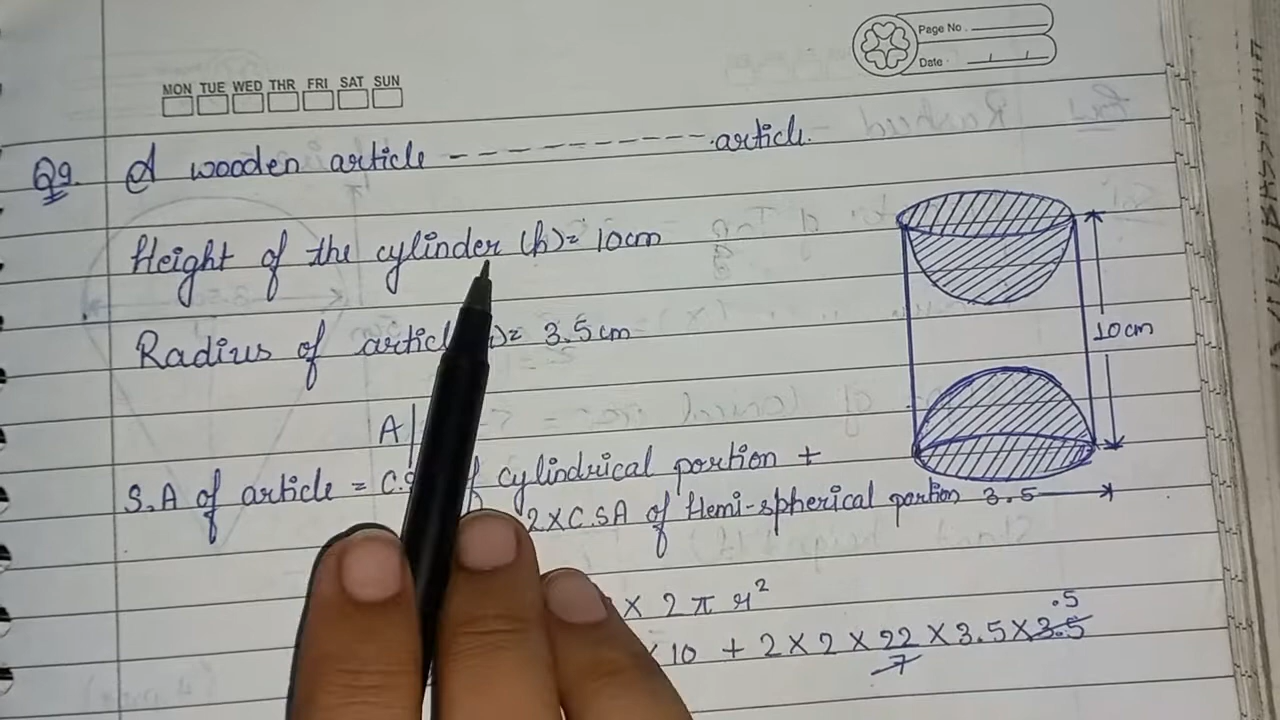 Page No.
Date
MON TUE WED THR FRI SAT SUN
Q9. A wooden article ---------- article.
Height of the cylinder (h)= 10cm
Radius of 3.5cm
10cm
S.A of article = of cylindrical portion +
2 X C.S.A of Hemi-spherical portion
3.5
X 2 π r²
10 + 2 X 2 X 22/7 X 3.5 X 3.5
.5